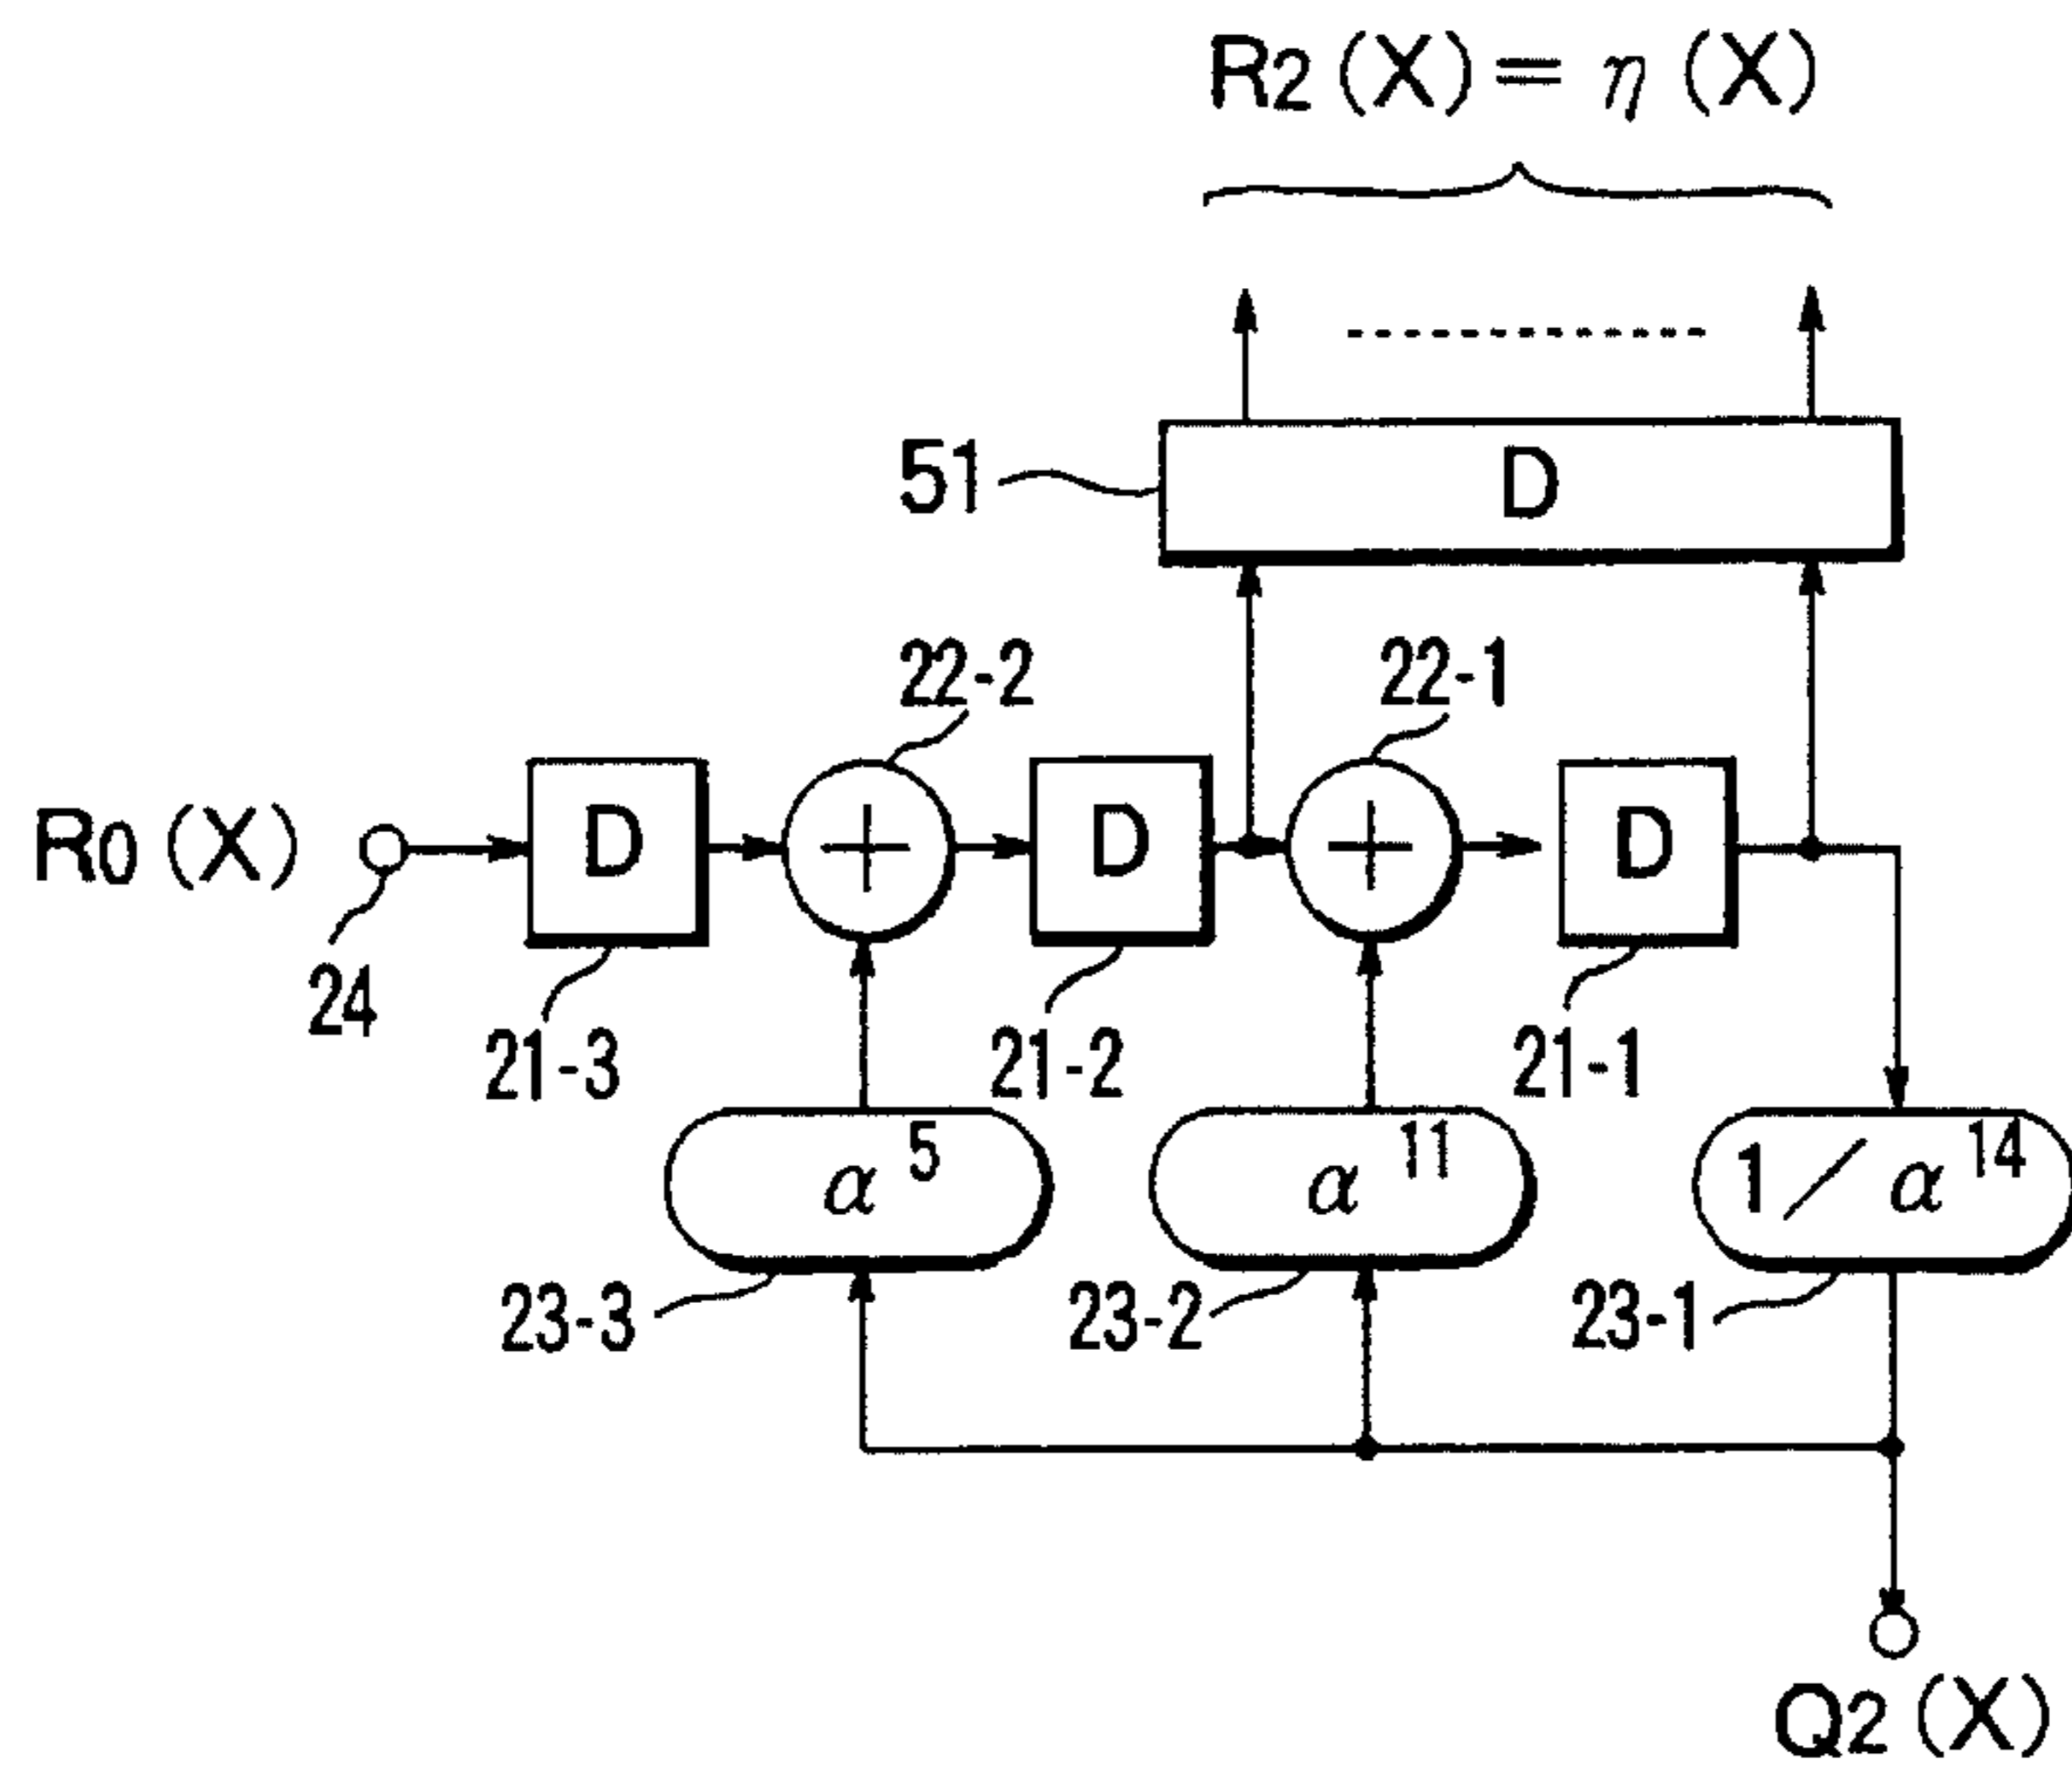 R2 (X) = η (X)
51
D
22-2
22-1
R0 (X)
D
+
D
+
D
24
21-3
21-2
21-1
α^5
α^11
1/α^14
23-3
23-2
23-1
Q2 (X)